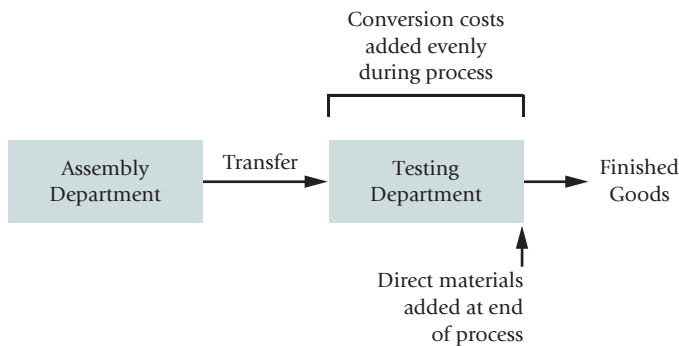 Conversion costs
added evenly
during process
Assembly
Department
Transfer
Testing
Department
Finished
Goods
Direct materials
added at end
of process